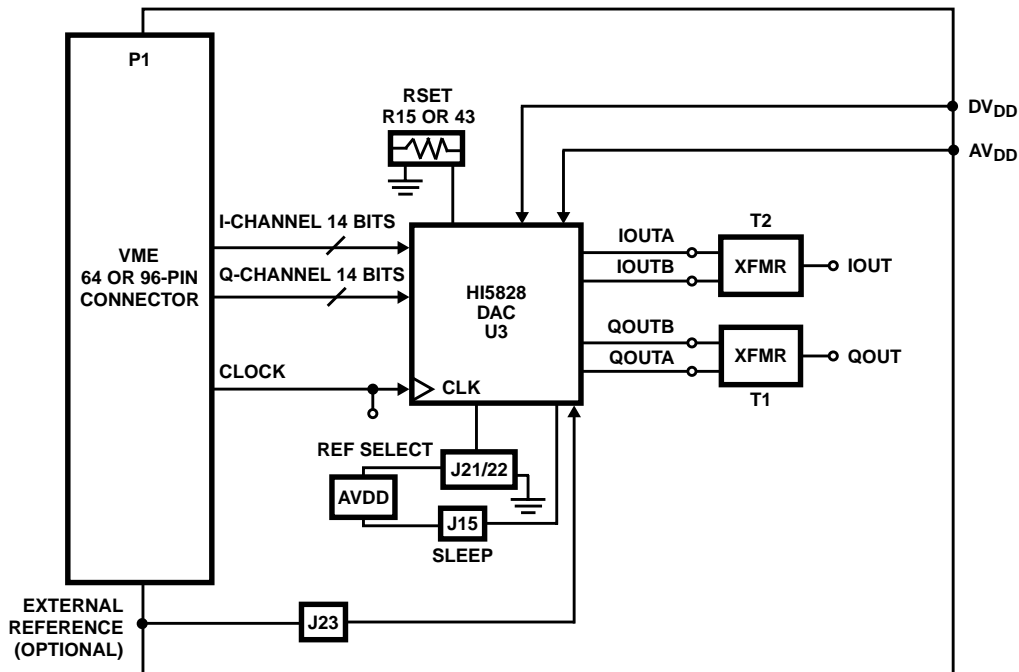 P1
VME
64 OR 96-PIN
CONNECTOR
RSET
R15 OR 43
DVDD
AVDD
I-CHANNEL 14 BITS
Q-CHANNEL 14 BITS
CLOCK
HI5828
DAC
U3
CLK
IOUTA
IOUTB
QOUTB
QOUTA
T2
XFMR
IOUT
XFMR
QOUT
T1
REF SELECT
J21/22
AVDD
J15
SLEEP
EXTERNAL
REFERENCE
(OPTIONAL)
J23